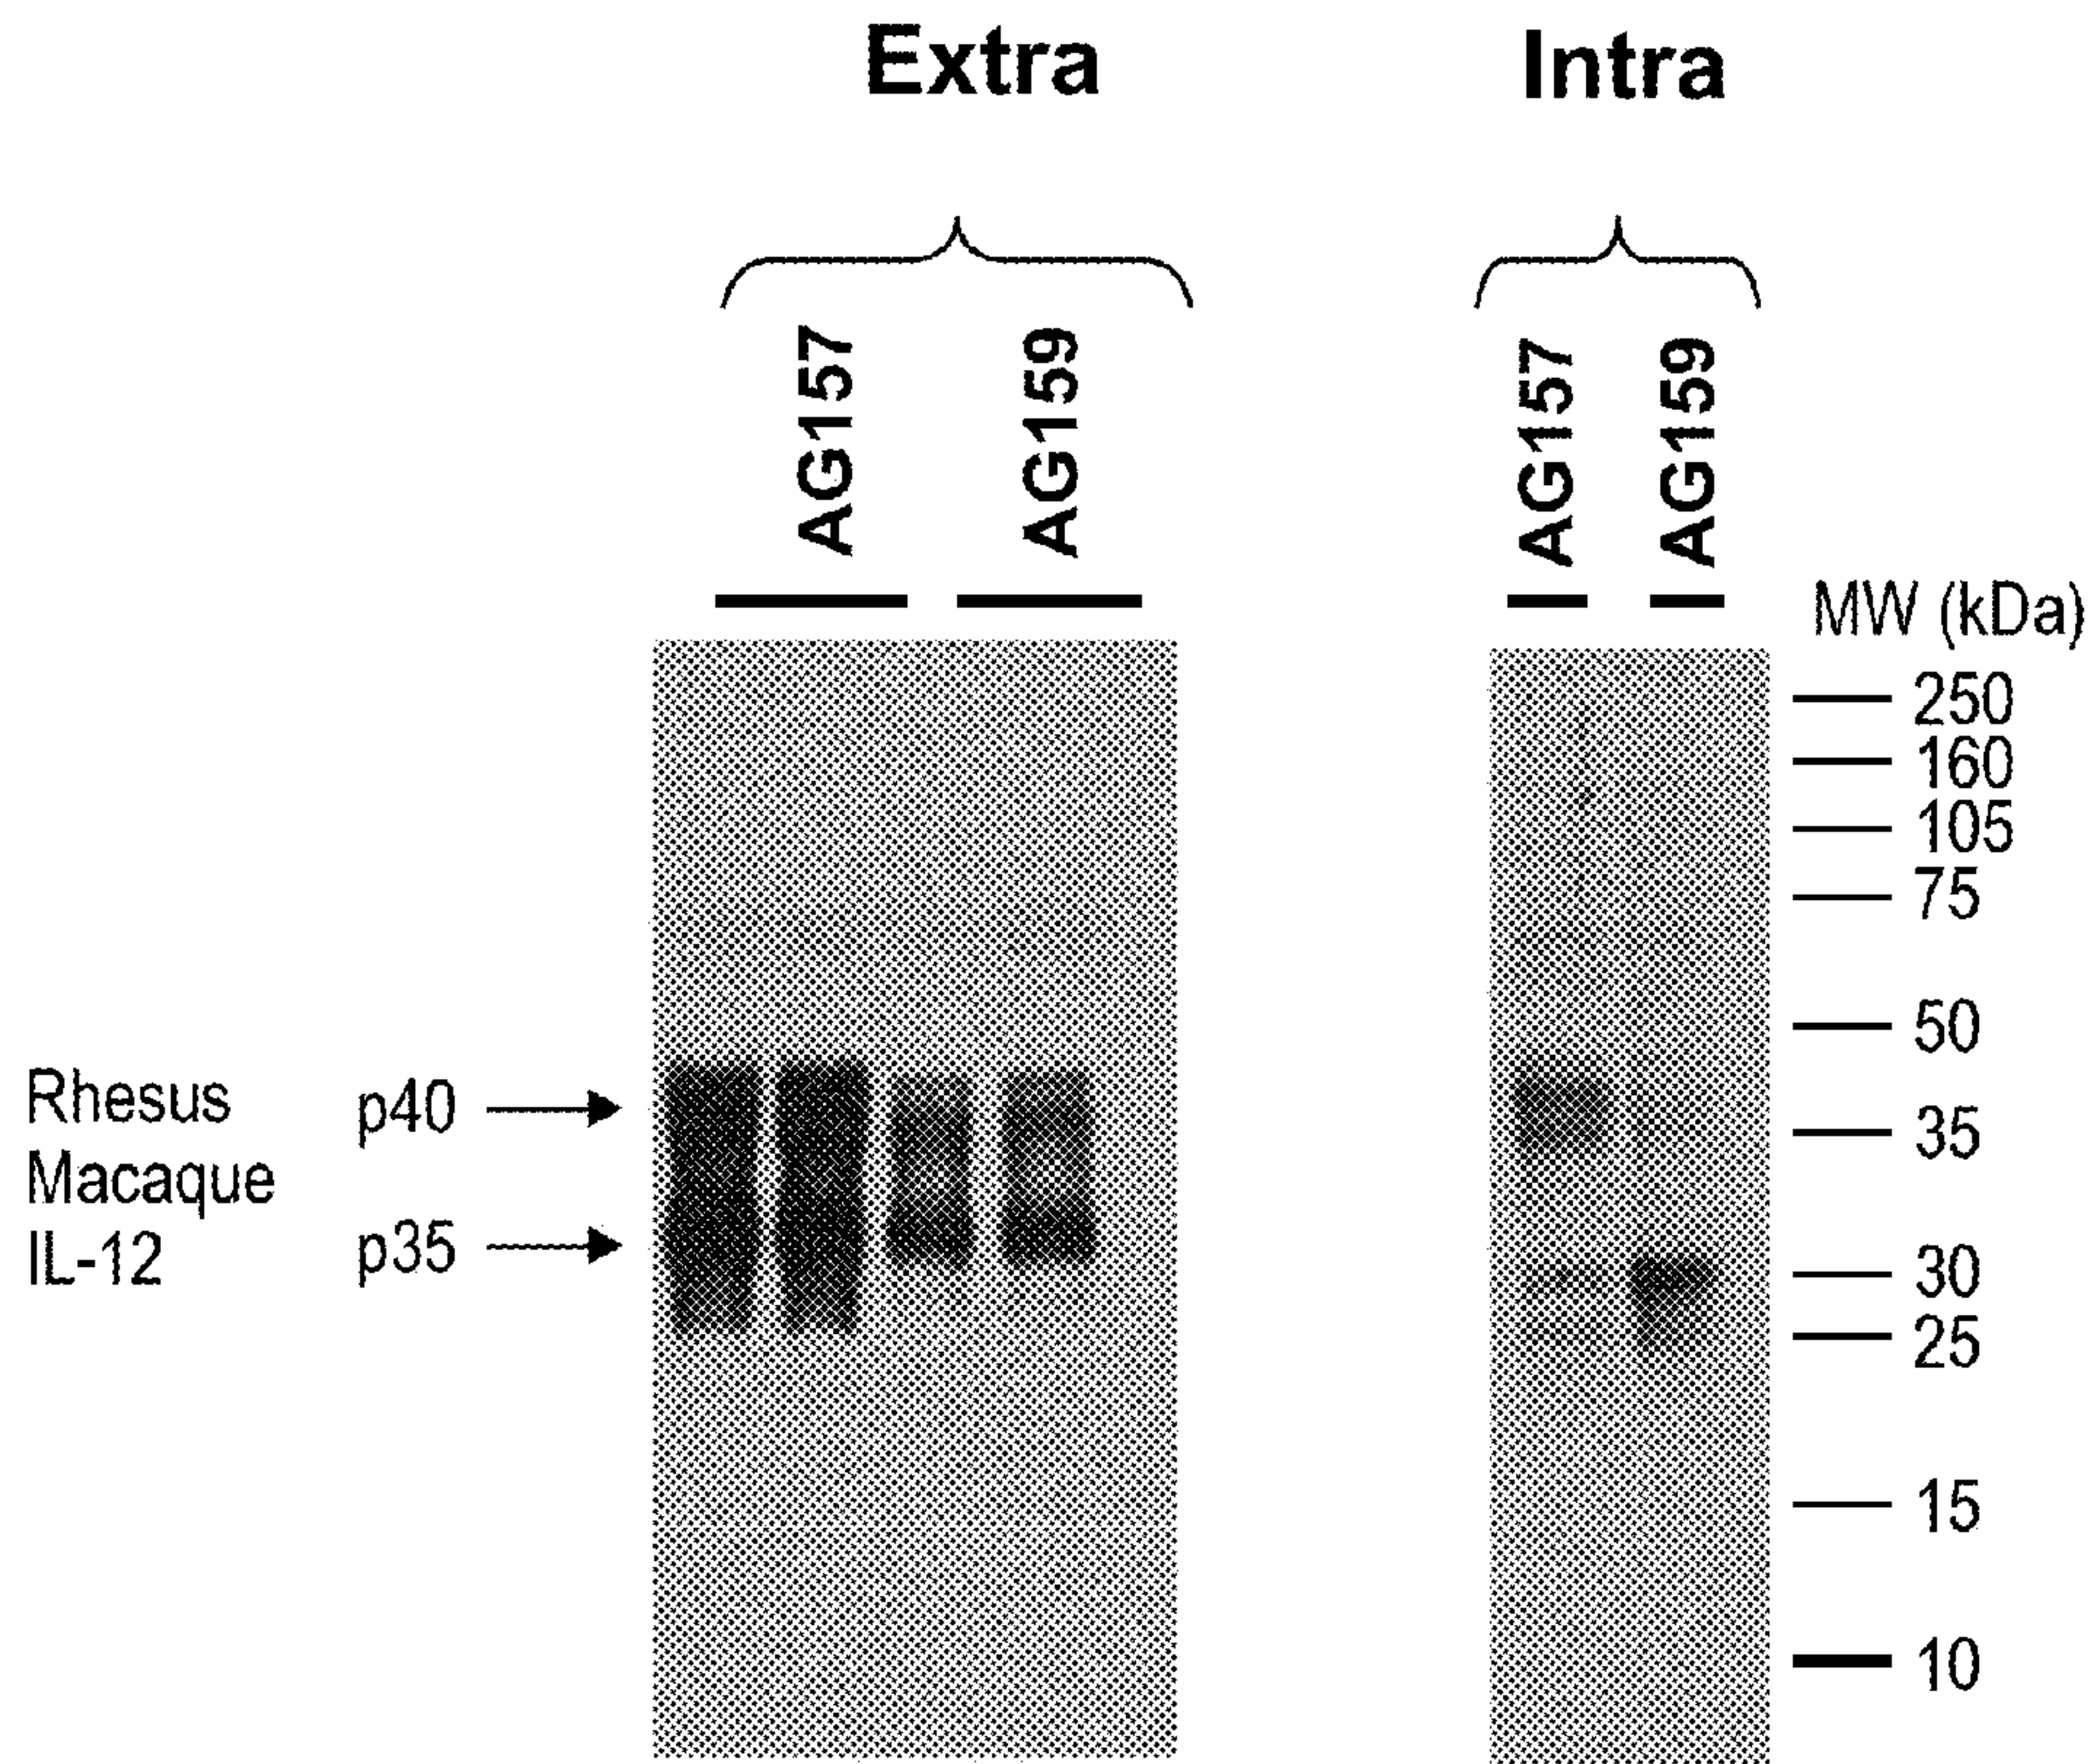 Extra
Intra
AG157
AG159
AG157
AG159
MW (kDa)
250
160
105
75
50
35
30
25
15
10
Rhesus
Macaque
IL-12
p40
p35